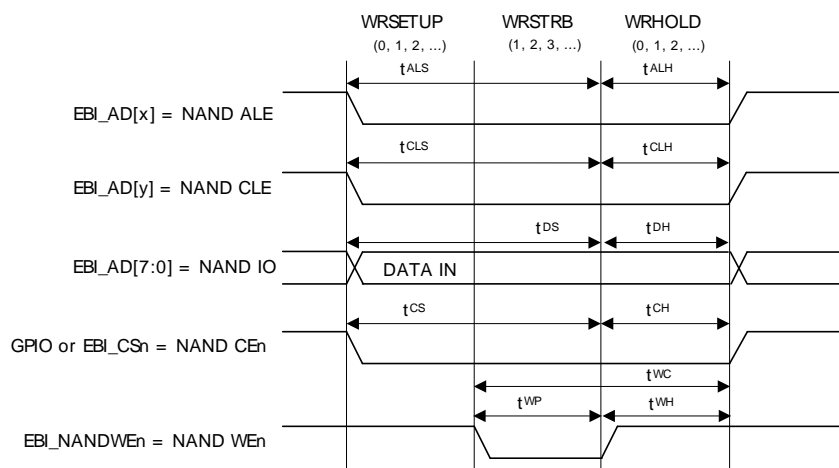 WRSETUP WRSTRB WRHOLD
(0, 1, 2, ...) (1, 2, 3, ...) (0, 1, 2, ...)
tALS tALH
EBI_AD[x] = NAND ALE
tCLS tCLH
EBI_AD[y] = NAND CLE
tDS tDH
EBI_AD[7:0] = NAND IO DATA IN
tCS tCH
GPIO or EBI_CSn = NAND CEn
tWC
tWP tWH
EBI_NANDWEn = NAND WEn